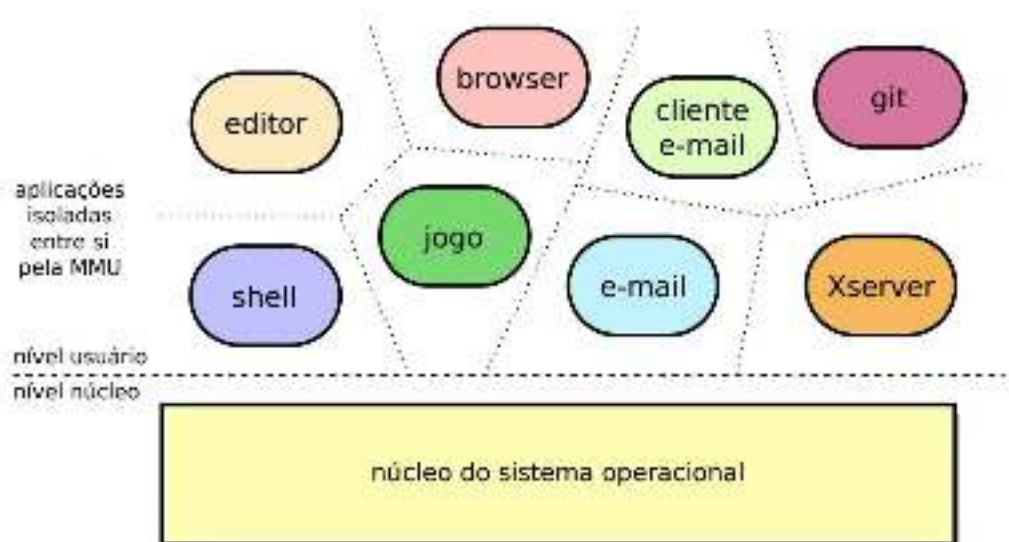 browser
editor
cliente
e-mail
git
aplicações
isoladas
entre si
pela MMU
jogo
shell
e-mail
Xserver
nível usuário
nível núcleo
núcleo do sistema operacional